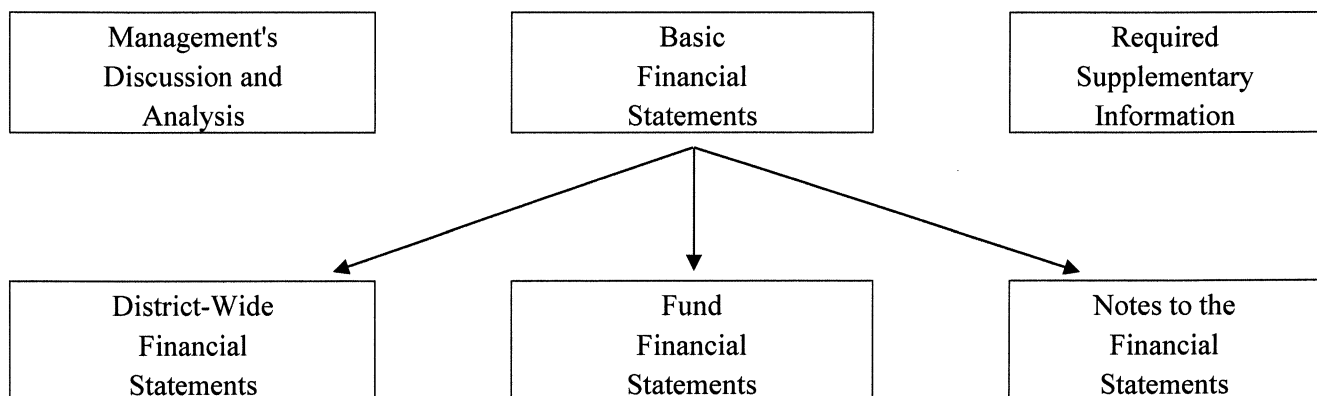 Management's
Discussion and
Analysis
Basic
Financial
Statements
Required
Supplementary
Information
District-Wide
Financial
Statements
Fund
Financial
Statements
Notes to the
Financial
Statements